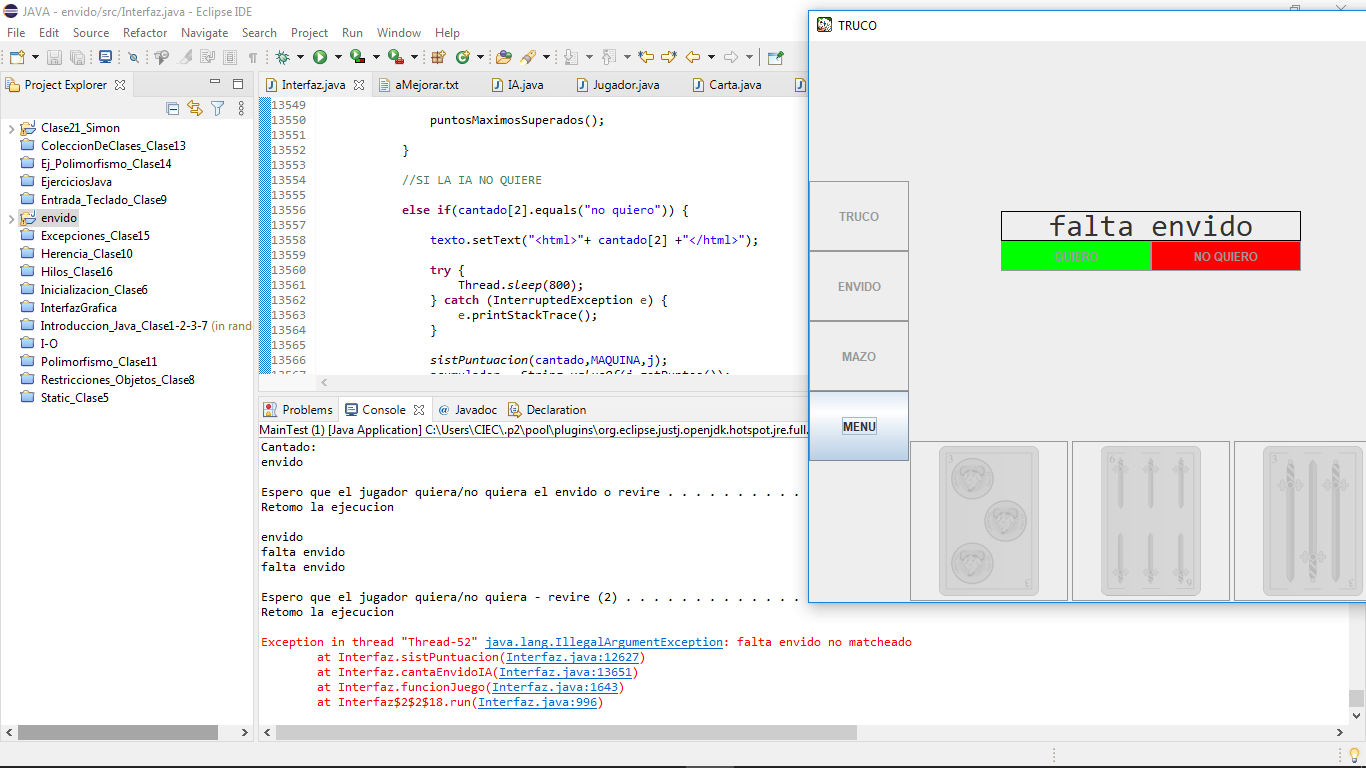 JAVA - envido/src/Interfaz.java - Eclipse IDE
File Edit Source Refactor Navigate Search Project Run Window Help
Project Explorer
Clase21_Simon
ColeccionDeClases_Clase13
Ej_Polimorfismo_Clase14
EjerciciosJava
Entrada_Teclado_Clase9
envido
Excepciones_Clase15
Herencia_Clase10
Hilos_Clase16
Inicializacion_Clase6
InterfazGrafica
Introduccion_Java_Clase1-2-3-7 (in rand
I-O
Polimorfismo_Clase11
Restricciones_Objetos_Clase8
Static_Clase5
Interfaz.java aMejorar.txt IA.java Jugador.java Carta.java
13549
13550 puntosMaximosSuperados();
13551
13552 }
13553
13554 //SI LA IA NO QUIERE
13555
13556 else if(cantado[2].equals("no quiero")) {
13557
13558 texto.setText("<html>"+ cantado[2] +"</html>");
13559
13560 try {
13561 Thread.sleep(800);
13562 } catch (InterruptedException e) {
13563 e.printStackTrace();
13564 }
13565
13566 sistPuntuacion(cantado,MAQUINA,j);
Problems Console Javadoc Declaration
MainTest (1) [Java Application] C:\Users\CIEC\.p2\pool\plugins\org.eclipse.justj.openjdk.hotspot.jre.full.
Cantado:
envido
Espero que el jugador quiera/no quiera el envido o revire . . . . . . . . . . .
Retomo la ejecucion
envido
falta envido
falta envido
Espero que el jugador quiera/no quiera - revire (2) . . . . . . . . . . . . . .
Retomo la ejecucion
Exception in thread "Thread-52" java.lang.IllegalArgumentException: falta envido no matcheado
at Interfaz.sistPuntuacion(Interfaz.java:12627)
at Interfaz.cantaEnvidoIA(Interfaz.java:13651)
at Interfaz.funcionJuego(Interfaz.java:1643)
at Interfaz$2$2$18.run(Interfaz.java:996)
TRUCO
TRUCO
ENVIDO
MAZO
MENU
falta envido
QUIERO NO QUIERO
3
6
3